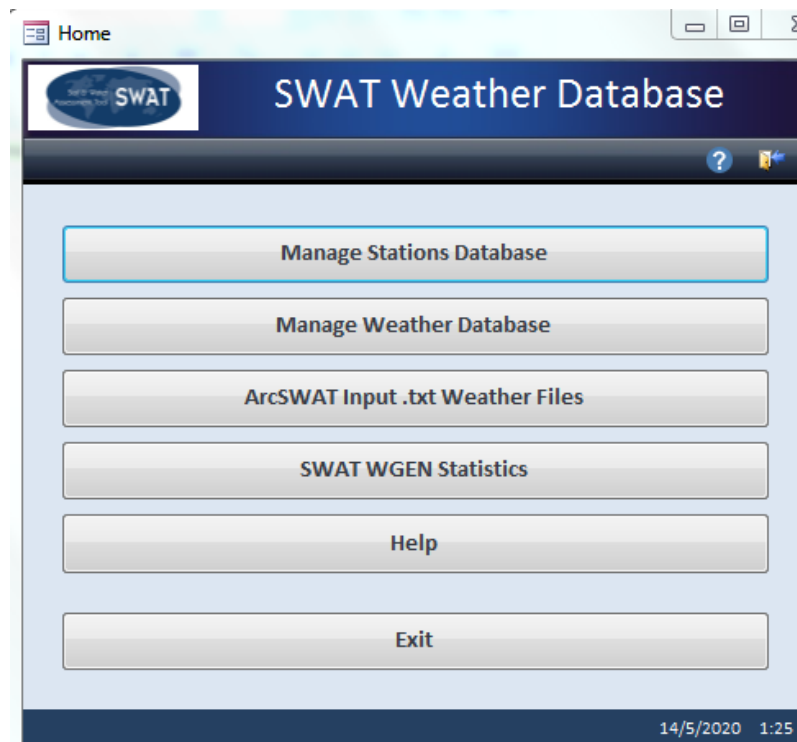 Home
SWAT
SWAT Weather Database
?
Manage Stations Database
Manage Weather Database
ArcSWAT Input .txt Weather Files
SWAT WGEN Statistics
Help
Exit
14/5/2020 1:25